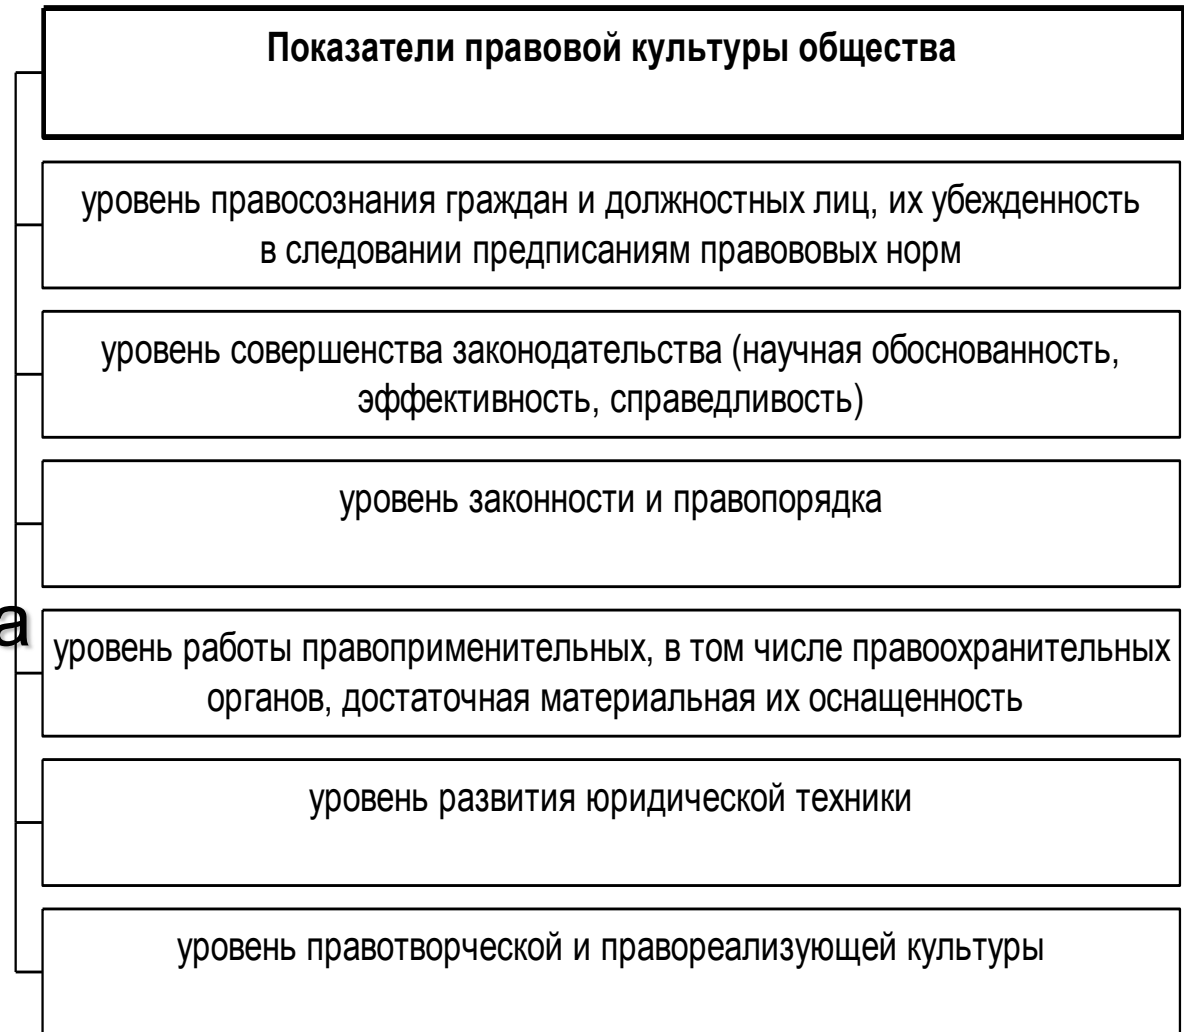 Показатели правовой культуры общества
уровень правосознания граждан и должностных лиц, их убежденность
в следовании предписаниям правововых норм
уровень совершенства законодательства (научная обоснованность,
эффективность, справедливость)
уровень законности и правопорядка
а
уровень работы правоприменительных, в том числе правоохранительных
органов, достаточная материальная их оснащенность
уровень развития юридической техники
уровень правотворческой и правореализующей культуры